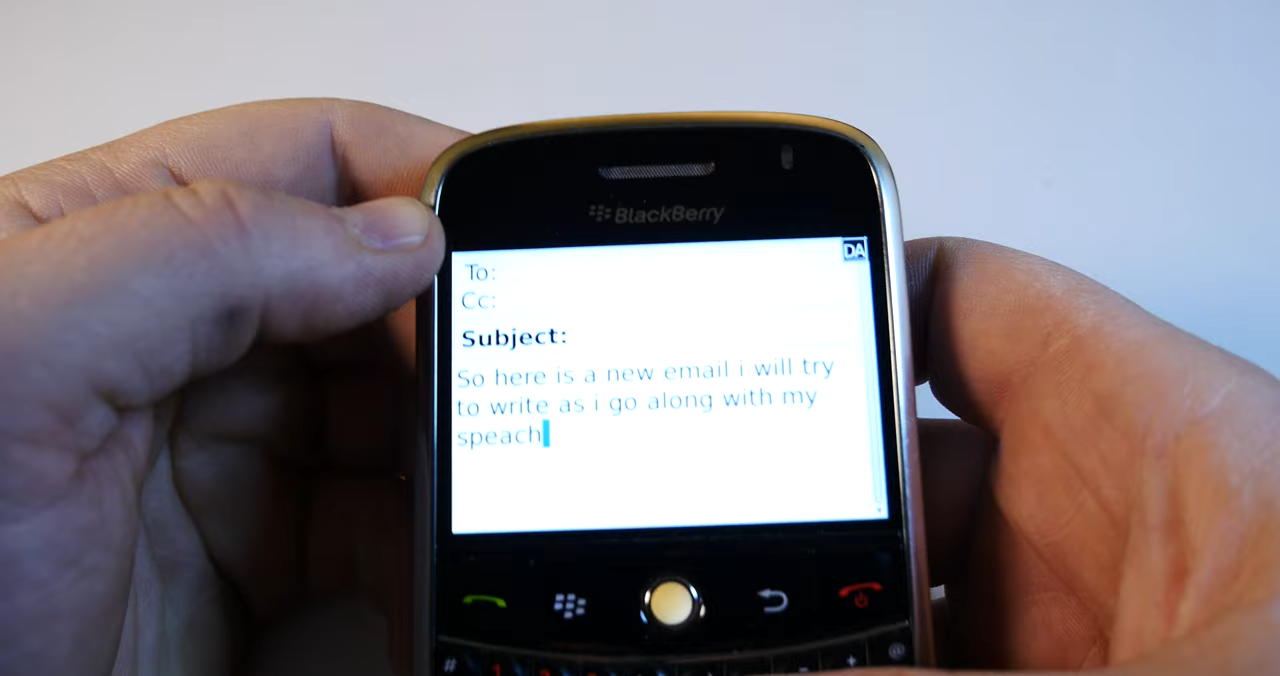 BlackBerry
DA
To:
Cc:
Subject:
So here is a new email i will try
to write as i go along with my
speach
# 1 - + @